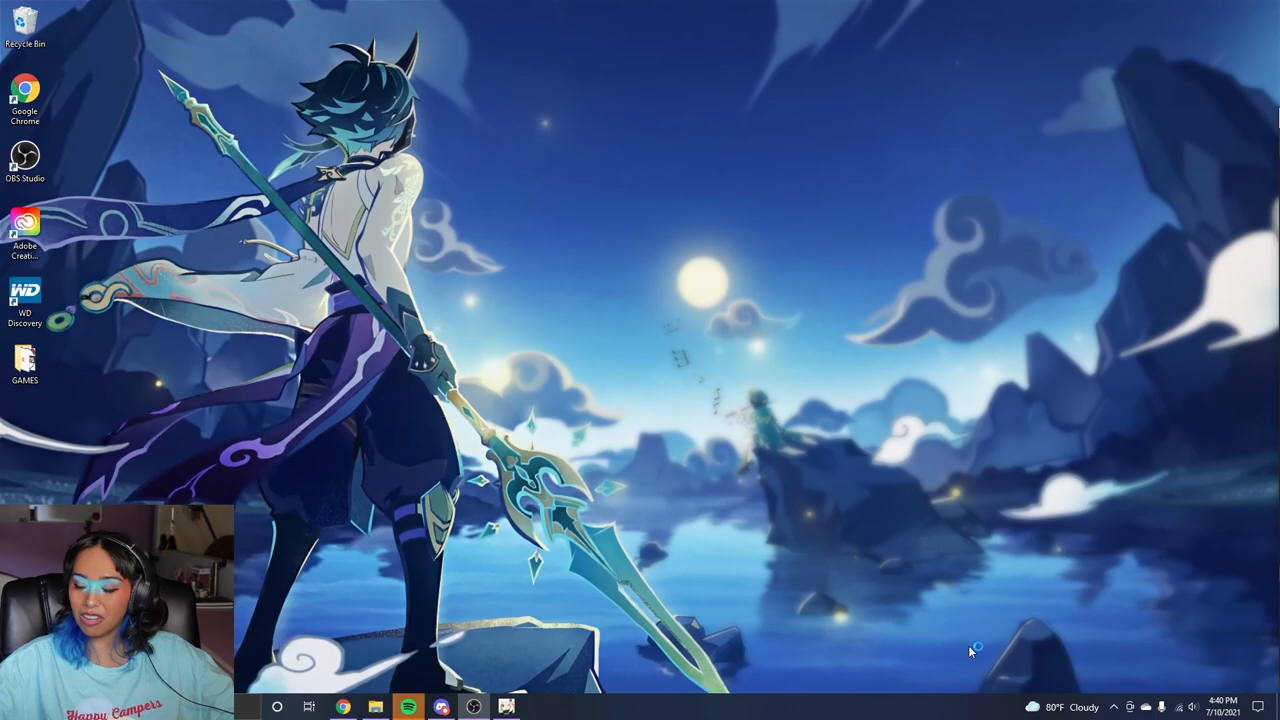 Recycle Bin
Google
Chrome
OBS Studio
Adobe
Creati...
WD
WD
Discovery
GAMES
Happy Campers
80°F Cloudy
4:40 PM
7/10/2021